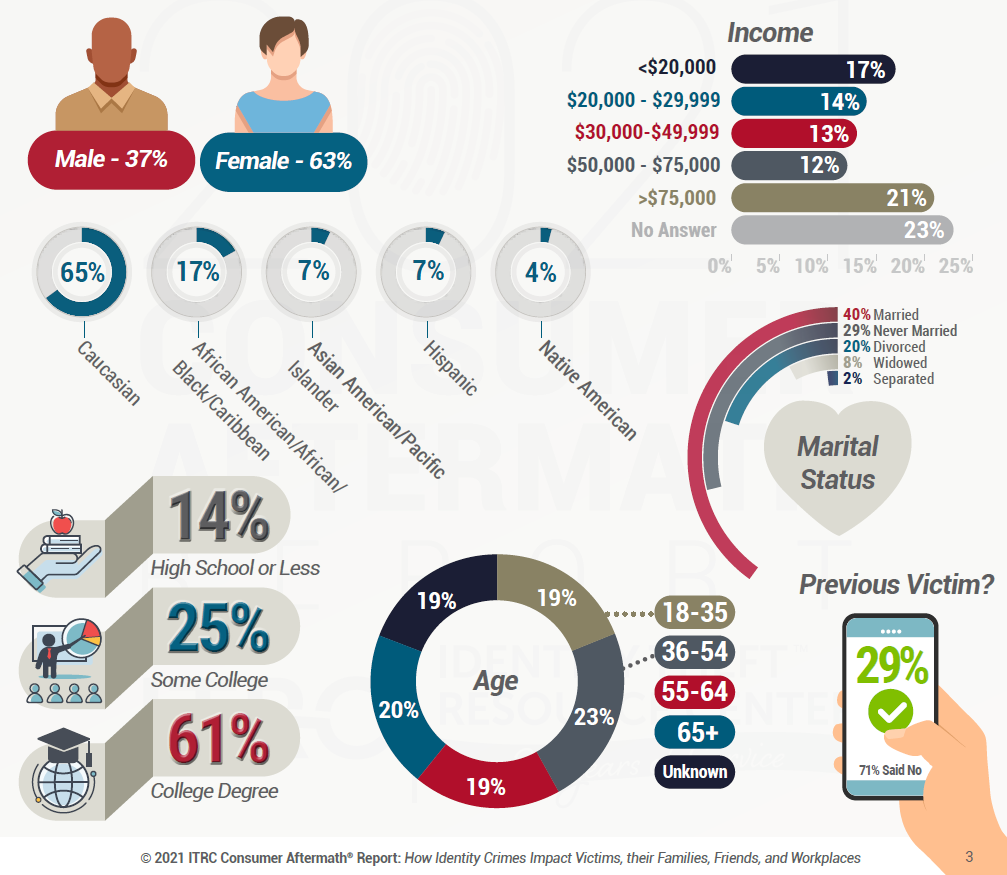 Male - 37%
Female - 63%
Income
<$20,000
17%
$20,000 - $29,999
14%
$30,000-$49,999
13%
$50,000 - $75,000
12%
>$75,000
21%
No Answer
23%
0%
5%
10%
15%
20%
25%
65%
17%
7%
7%
4%
Caucasian
African American/African/
Black/Caribbean
Asian American/Pacific
Islander
Hispanic
Native American
40% Married
29% Never Married
20% Divorced
8% Widowed
2% Separated
Marital
Status
14%
High School or Less
25%
Some College
61%
College Degree
Age
19%
19%
23%
19%
20%
18-35
36-54
55-64
65+
Unknown
Previous Victim?
29%
71% Said No
© 2021 ITRC Consumer Aftermath® Report: How Identity Crimes Impact Victims, their Families, Friends, and Workplaces
3
2021
CONSUMER
AFTERMATH
REPORT